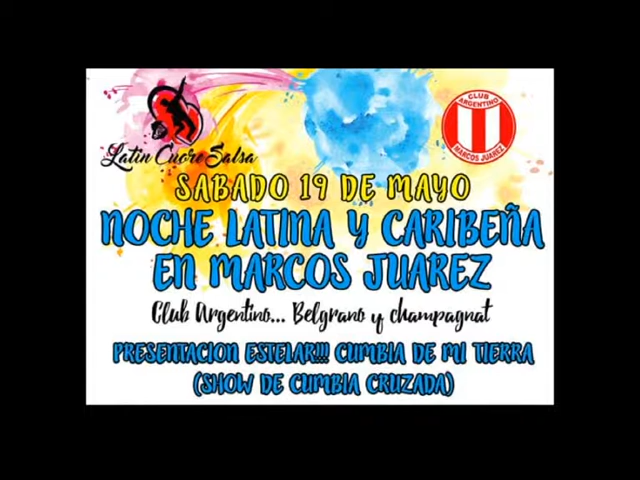 Latin Cuore Salsa
CLUB
ARGENTINO
MARCOS JUAREZ
SABADO 19 DE MAYO
NOCHE LATINA Y CARIBEÑA
EN MARCOS JUAREZ
Club Argentino... Belgrano y champagnat
PRESENTACION ESTELAR!!! CUMBIA DE MI TIERRA
(SHOW DE CUMBIA CRUZADA)